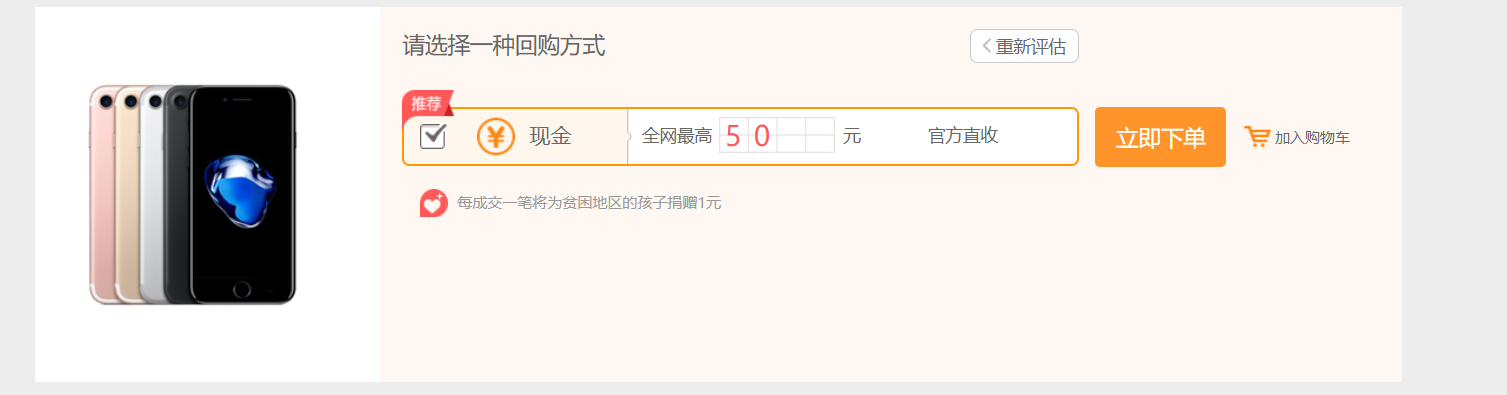 请选择一种回购方式 重新评估
推荐
现金 全网最高 50 元 官方直收 立即下单 加入购物车
每成交一笔将为贫困地区的孩子捐赠1元